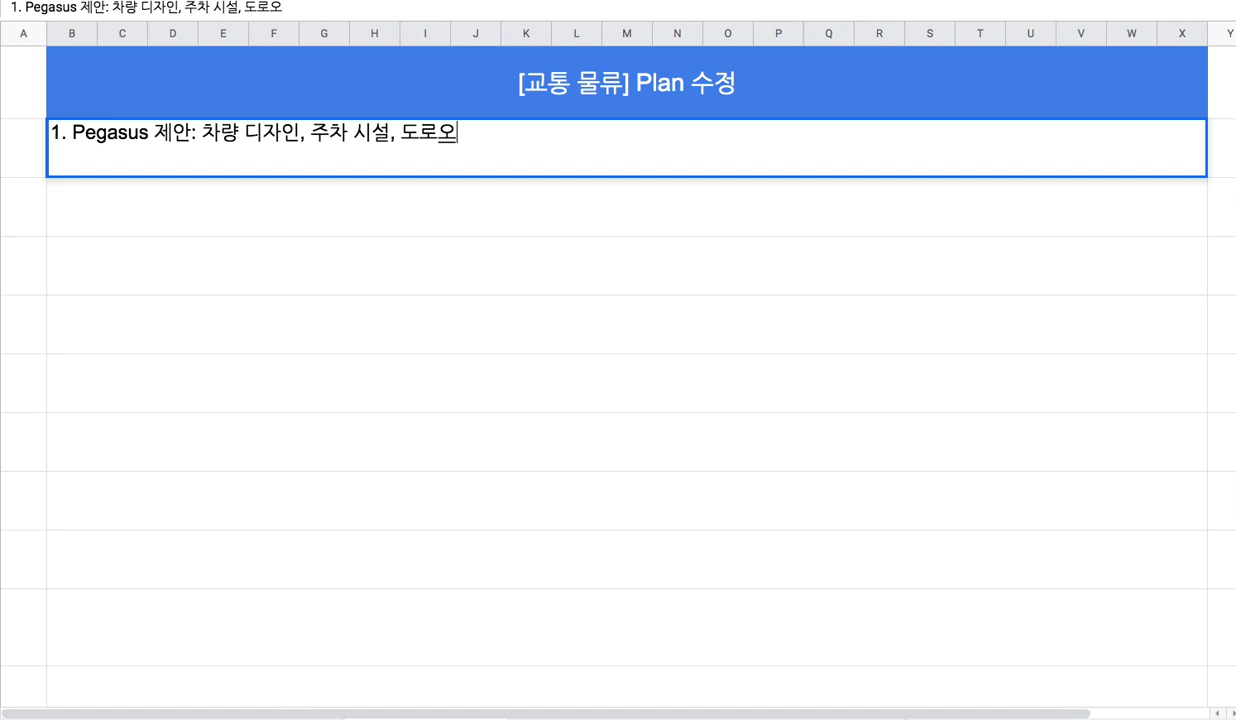 1. Pegasus 제안: 차량 디자인, 주차 시설, 도로오
A B C D E F G H I J K L M N O P Q R S T U V W X Y
[교통 물류] Plan 수정
1. Pegasus 제안: 차량 디자인, 주차 시설, 도로오